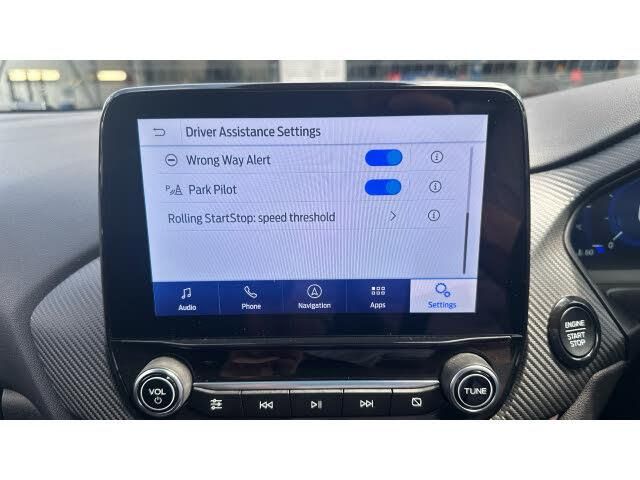 Driver Assistance Settings
Wrong Way Alert
Park Pilot
Rolling StartStop: speed threshold
Audio Phone Navigation Apps Settings
ENGINE
START
STOP
VOL
TUNE